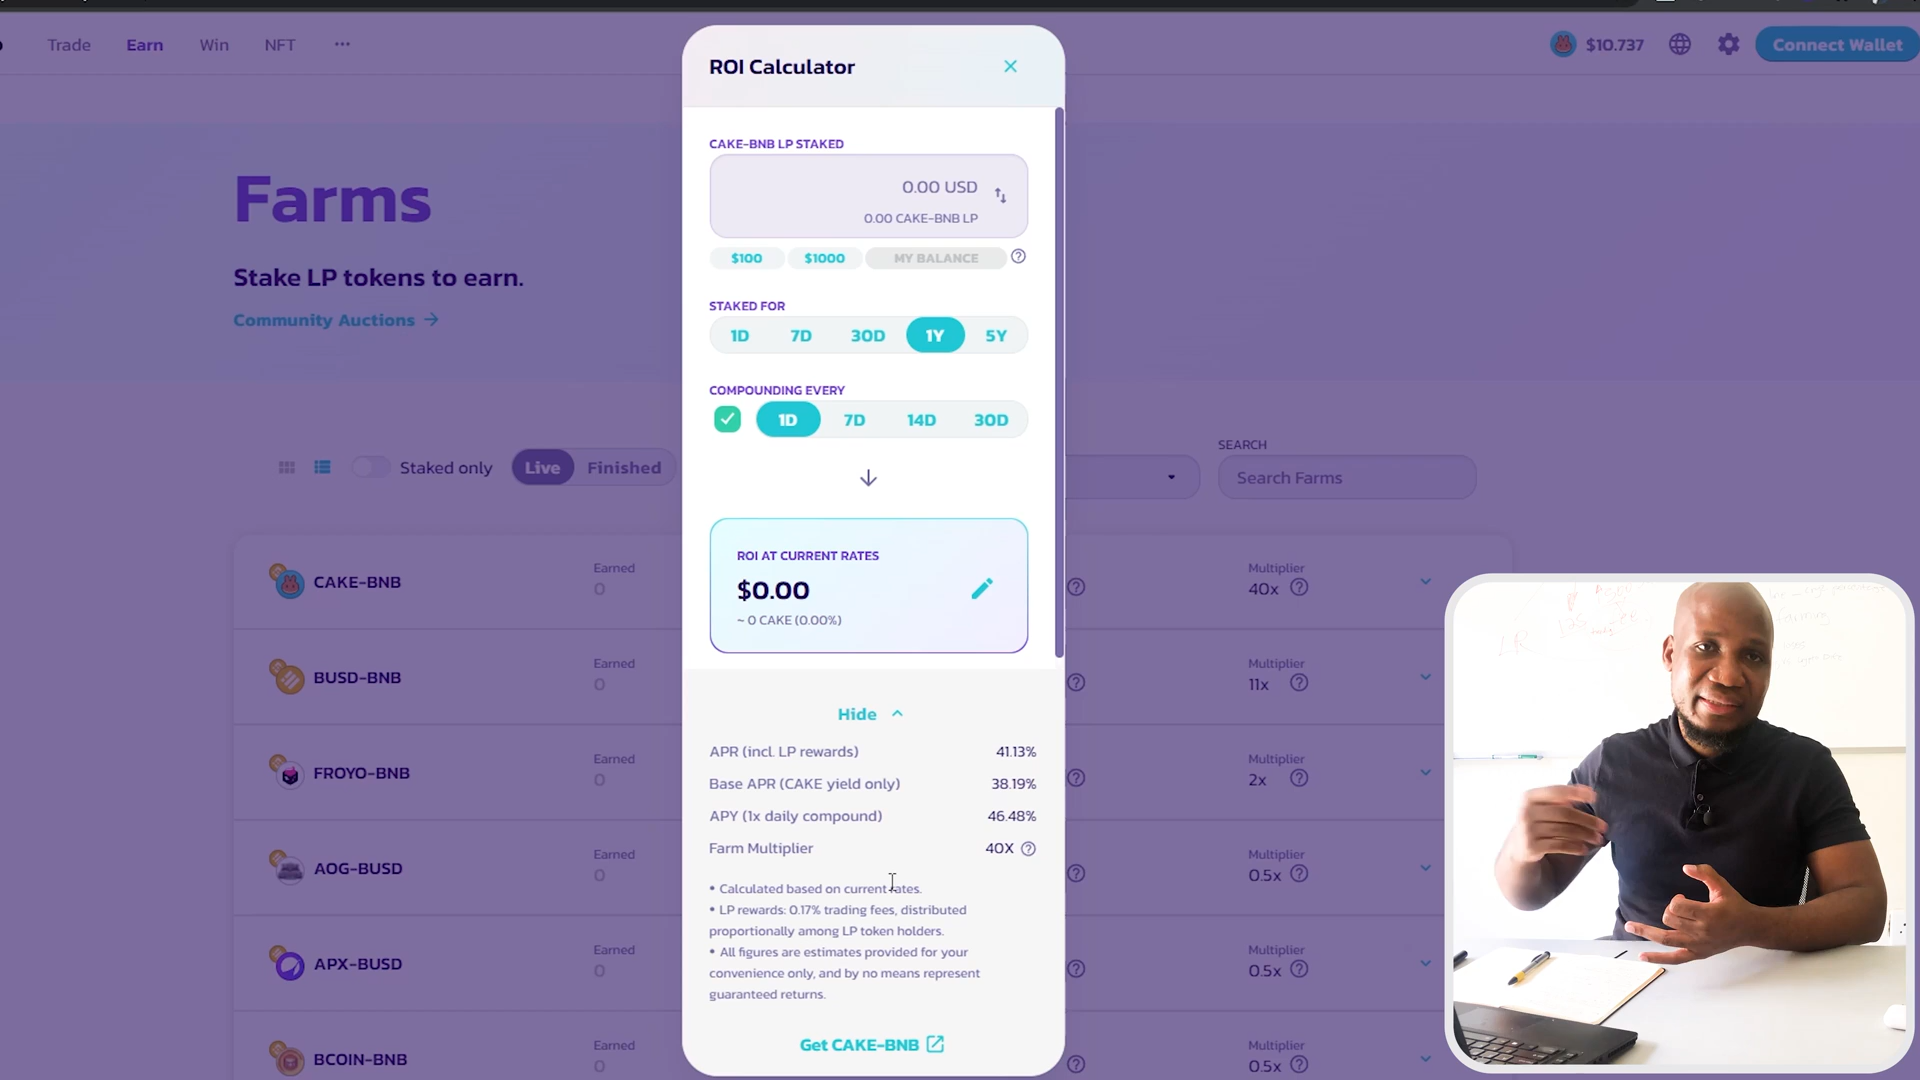 Trade Earn Win NFT ... $10.737 Connect Wallet
ROI Calculator
Farms
Stake LP tokens to earn.
Community Auctions
CAKE-BNB LP STAKED
0.00 USD
0.00 CAKE-BNB LP
$100 $1000 MY BALANCE
STAKED FOR
1D 7D 30D 1Y 5Y
COMPOUNDING EVERY
1D 7D 14D 30D
Staked only Live Finished
SEARCH
Search Farms
ROI AT CURRENT RATES
$0.00
~ 0 CAKE (0.00%)
Hide
APR (incl. LP rewards) 41.13%
Base APR (CAKE yield only) 38.19%
APY (1x daily compound) 46.48%
Farm Multiplier 40X
• Calculated based on current rates.
• LP rewards: 0.17% trading fees, distributed
proportionally among LP token holders.
• All figures are estimates provided for your
convenience only, and by no means represent
guaranteed returns.
Get CAKE-BNB
CAKE-BNB Earned 0 Multiplier 40x
BUSD-BNB Earned 0 Multiplier 11x
FROYO-BNB Earned 0 Multiplier 2x
AOG-BUSD Earned 0 Multiplier 0.5x
APX-BUSD Earned 0 Multiplier 0.5x
BCOIN-BNB Earned 0 Multiplier 0.5x
LR